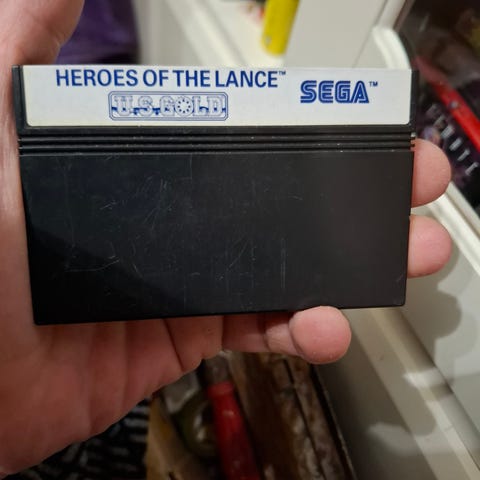 HEROES OF THE LANCE™ SEGA™
U.S. GOLD